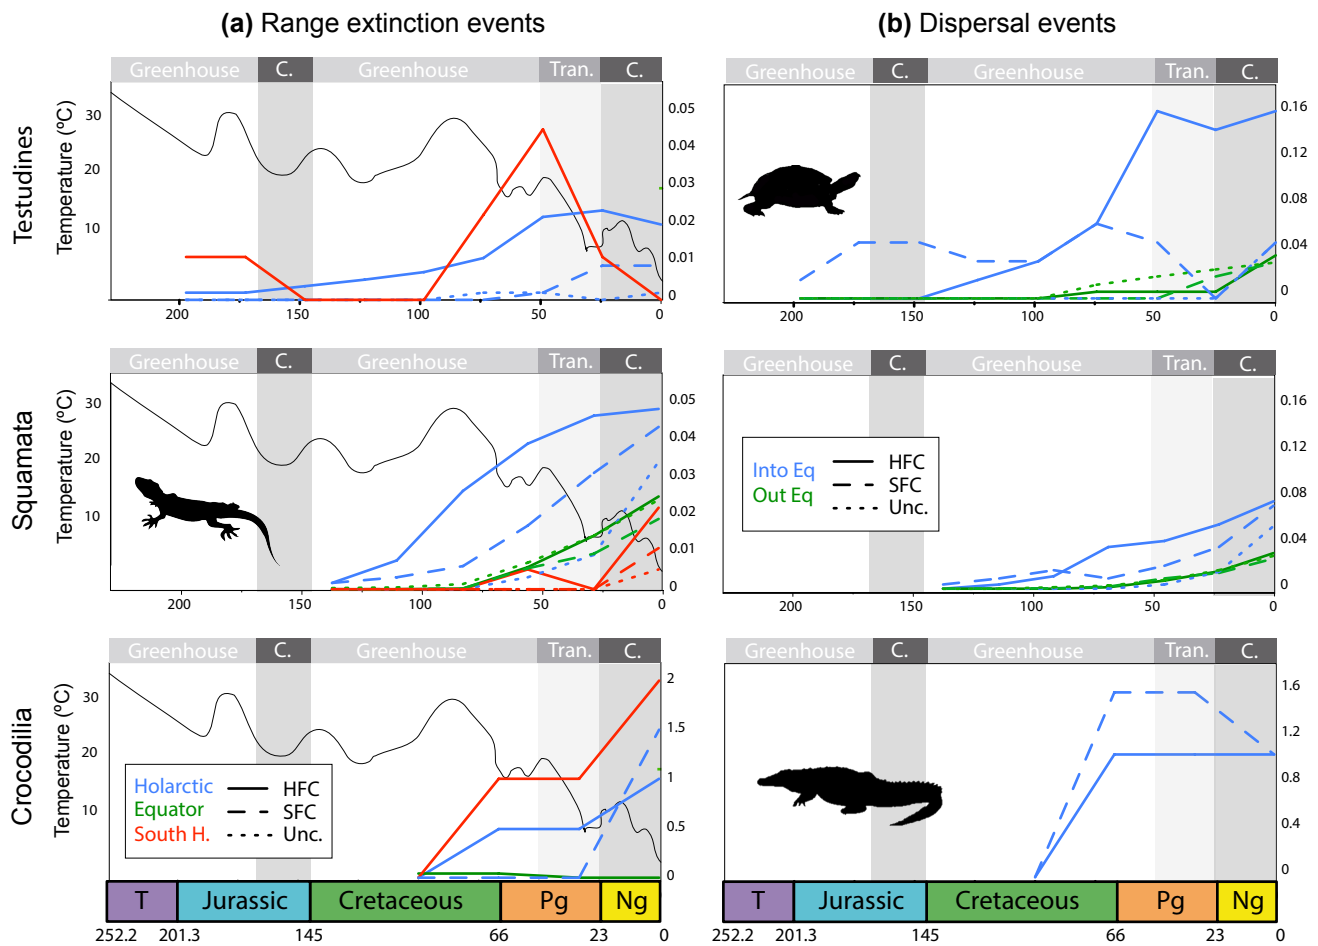 (a) Range extinction events
(b) Dispersal events
Greenhouse C. Greenhouse Tran. C.
Greenhouse C. Greenhouse Tran. C.
Testudines
Temperature (ºC)
30
20
10
0.05
0.04
0.03
0.02
0.01
0
200 150 100 50 0
0.16
0.12
0.08
0.04
0
200 150 100 50 0
Greenhouse C. Greenhouse Tran. C.
Greenhouse C. Greenhouse Tran. C.
Squamata
Temperature (ºC)
30
20
10
0.05
0.04
0.03
0.02
0.01
0
200 150 100 50 0
Into Eq
Out Eq
HFC
SFC
Unc.
0.16
0.12
0.08
0.04
0
200 150 100 50 0
Greenhouse C. Greenhouse Tran. C.
Greenhouse C. Greenhouse Tran. C.
Crocodilia
Temperature (ºC)
30
20
10
Holarctic
Equator
South H.
HFC
SFC
Unc.
2
1.5
1
0.5
0
1.6
1.2
0.8
0.4
0
T Jurassic Cretaceous Pg Ng
252.2 201.3 145 66 23 0
T Jurassic Cretaceous Pg Ng
252.2 201.3 145 66 23 0